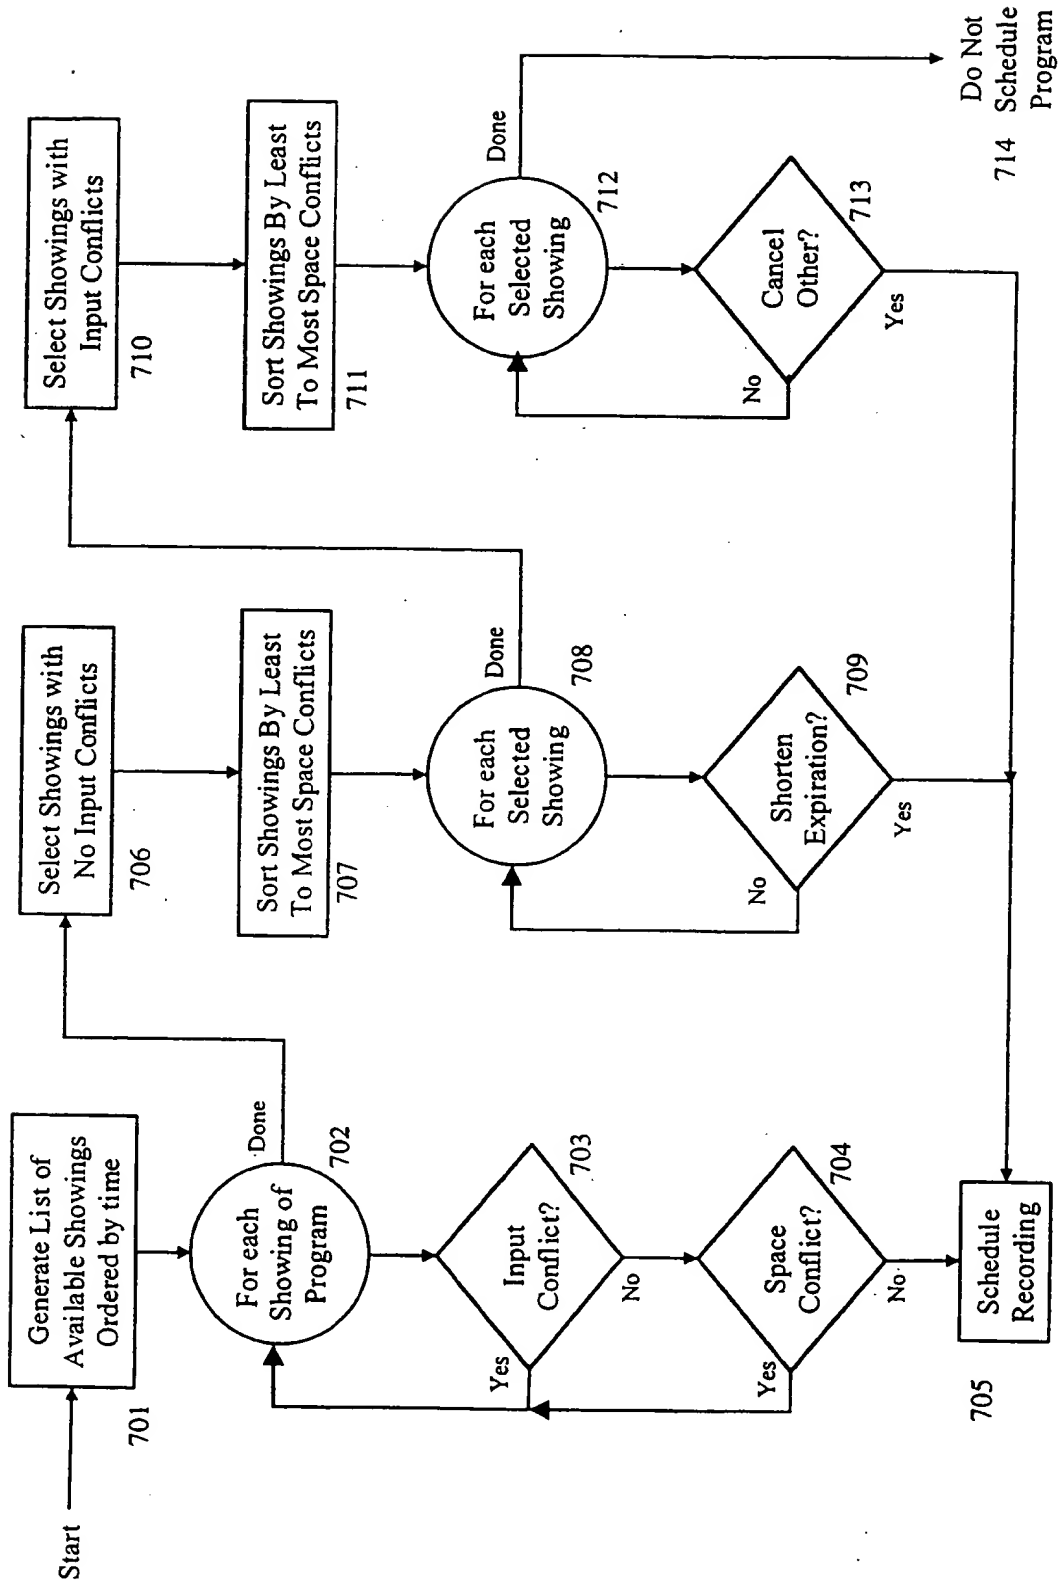 Start
Generate List of
Available Showings
Ordered by time
701
For each
Showing of
Program
Done
702
Input
Conflict?
Yes
No
703
Space
Conflict?
Yes
No
704
Schedule
Recording
705
Select Showings with
No Input Conflicts
706
Sort Showings By Least
To Most Space Conflicts
707
For each
Selected
Showing
Done
708
Shorten
Expiration?
No
Yes
709
Select Showings with
Input Conflicts
710
Sort Showings By Least
To Most Space Conflicts
711
For each
Selected
Showing
Done
712
Cancel
Other?
No
Yes
713
714 Do Not
Schedule
Program